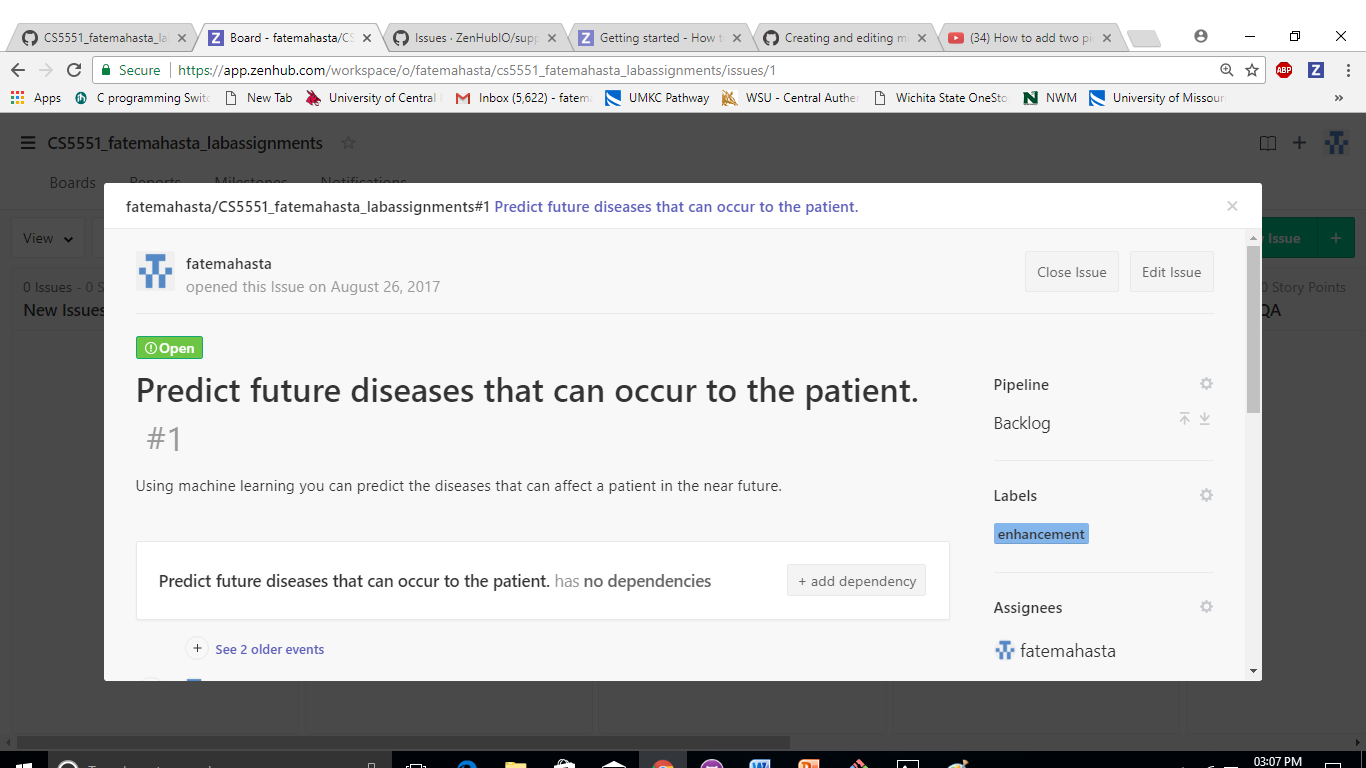 CS5551_fatemahasta_la
Board - fatemahasta/CS
Issues · ZenHubIO/supp
Getting started - How t
Creating and editing m
(34) How to add two p
Secure
https://app.zenhub.com/workspace/o/fatemahasta/cs5551_fatemahasta_labassignments/issues/1
ABP
Z
Apps
C programming Switc
New Tab
University of Central
Inbox (5,622) - fatem
UMKC Pathway
WSU - Central Authe
Wichita State OneSto
NWM
University of Missour
»
CS5551_fatemahasta_labassignments
Boards
Reports
Milestones
Notifications
fatemahasta/CS5551_fatemahasta_labassignments#1 Predict future diseases that can occur to the patient.
View
Issue
+
fatemahasta
opened this Issue on August 26, 2017
Close Issue
Edit Issue
0 Issues - 0 S
New Issues
0 Story Points
QA
Open
Predict future diseases that can occur to the patient.
#1
Pipeline
Backlog
Using machine learning you can predict the diseases that can affect a patient in the near future.
Labels
enhancement
Predict future diseases that can occur to the patient. has no dependencies
+ add dependency
Assignees
fatemahasta
+ See 2 older events
03:07 PM